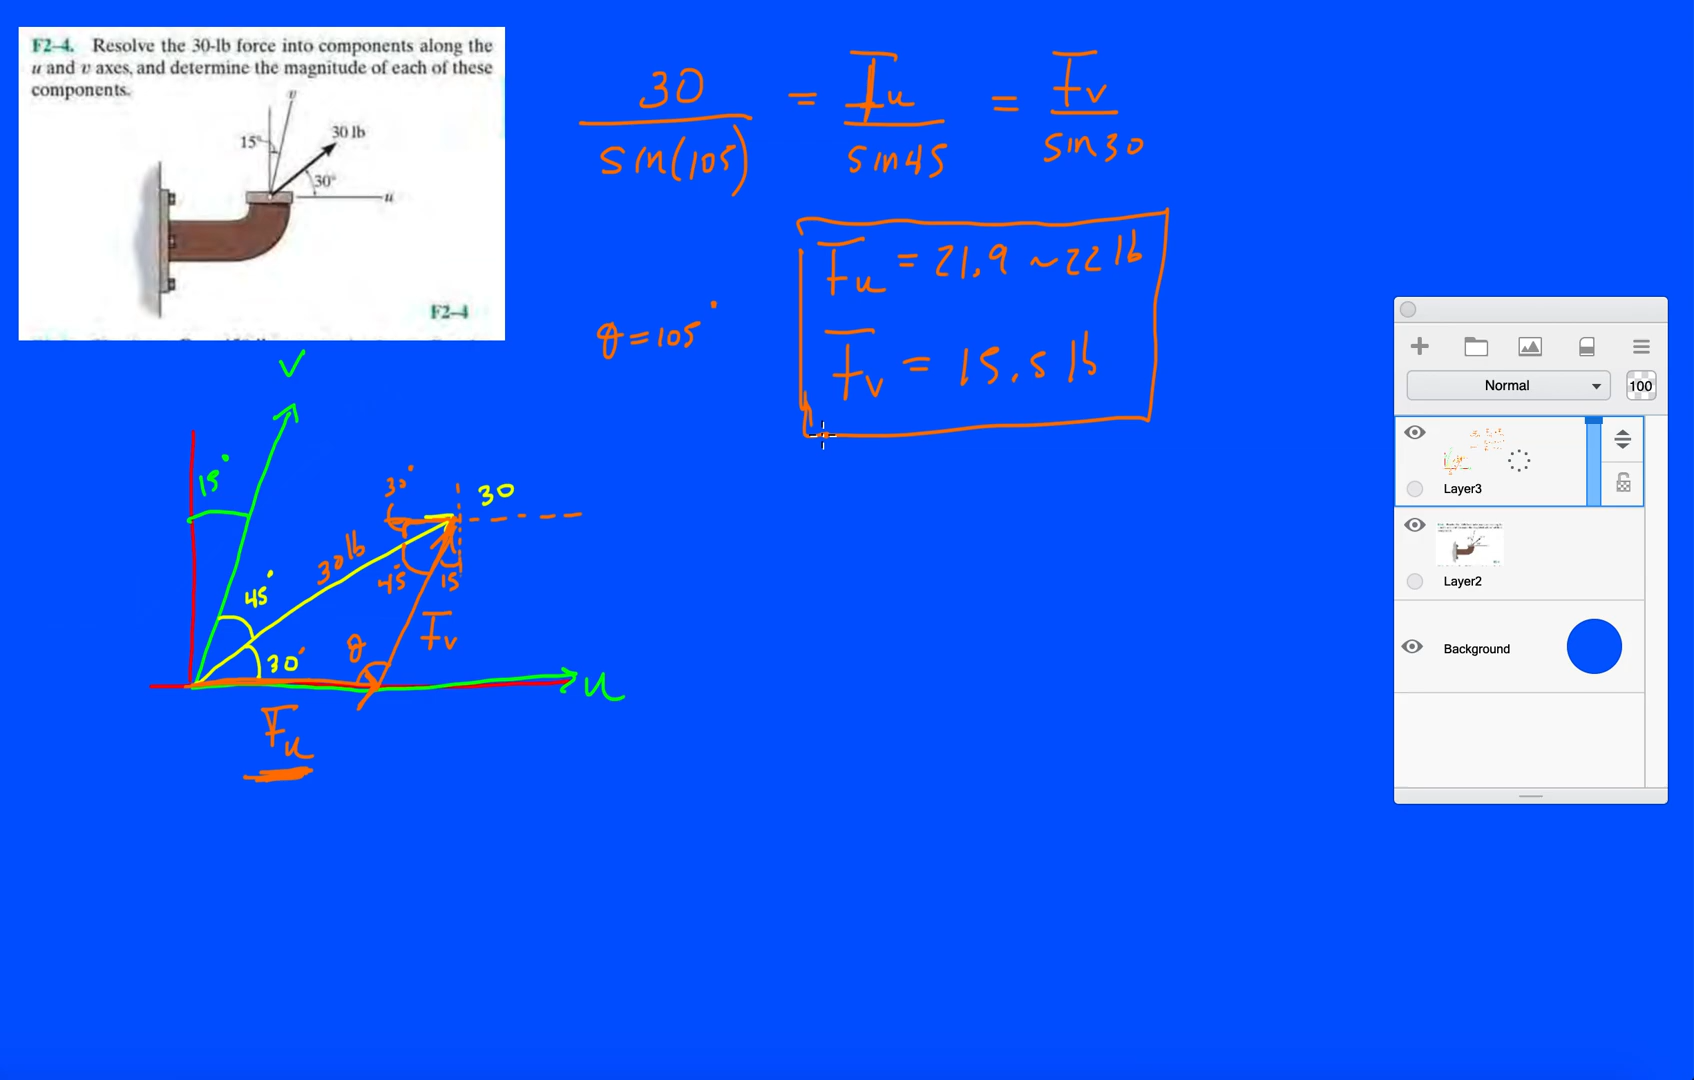 F2–4. Resolve the 30-lb force into components along the
u and v axes, and determine the magnitude of each of these
components.
v
15°
30 lb
30°
u
F2–4
30 / sin(105) = Fu / sin45 = Fv / sin30
Fu = 21.9 ~22 lb
θ = 105°
Fv = 15.5 lb
v
15°
30°
30
30 lb
45°
45
15
Fv
θ
30°
u
Fu
Normal
100
Layer3
Layer2
Background